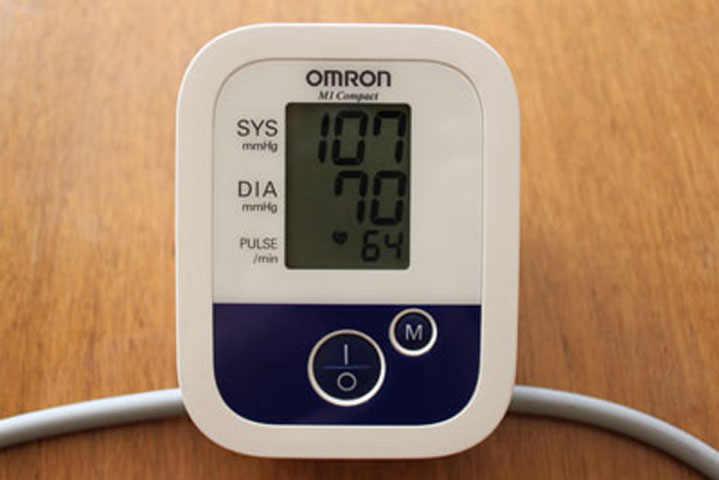 OMRON
M1 Compact
SYS 107
mmHg
DIA 70
mmHg
PULSE 64
/min
M